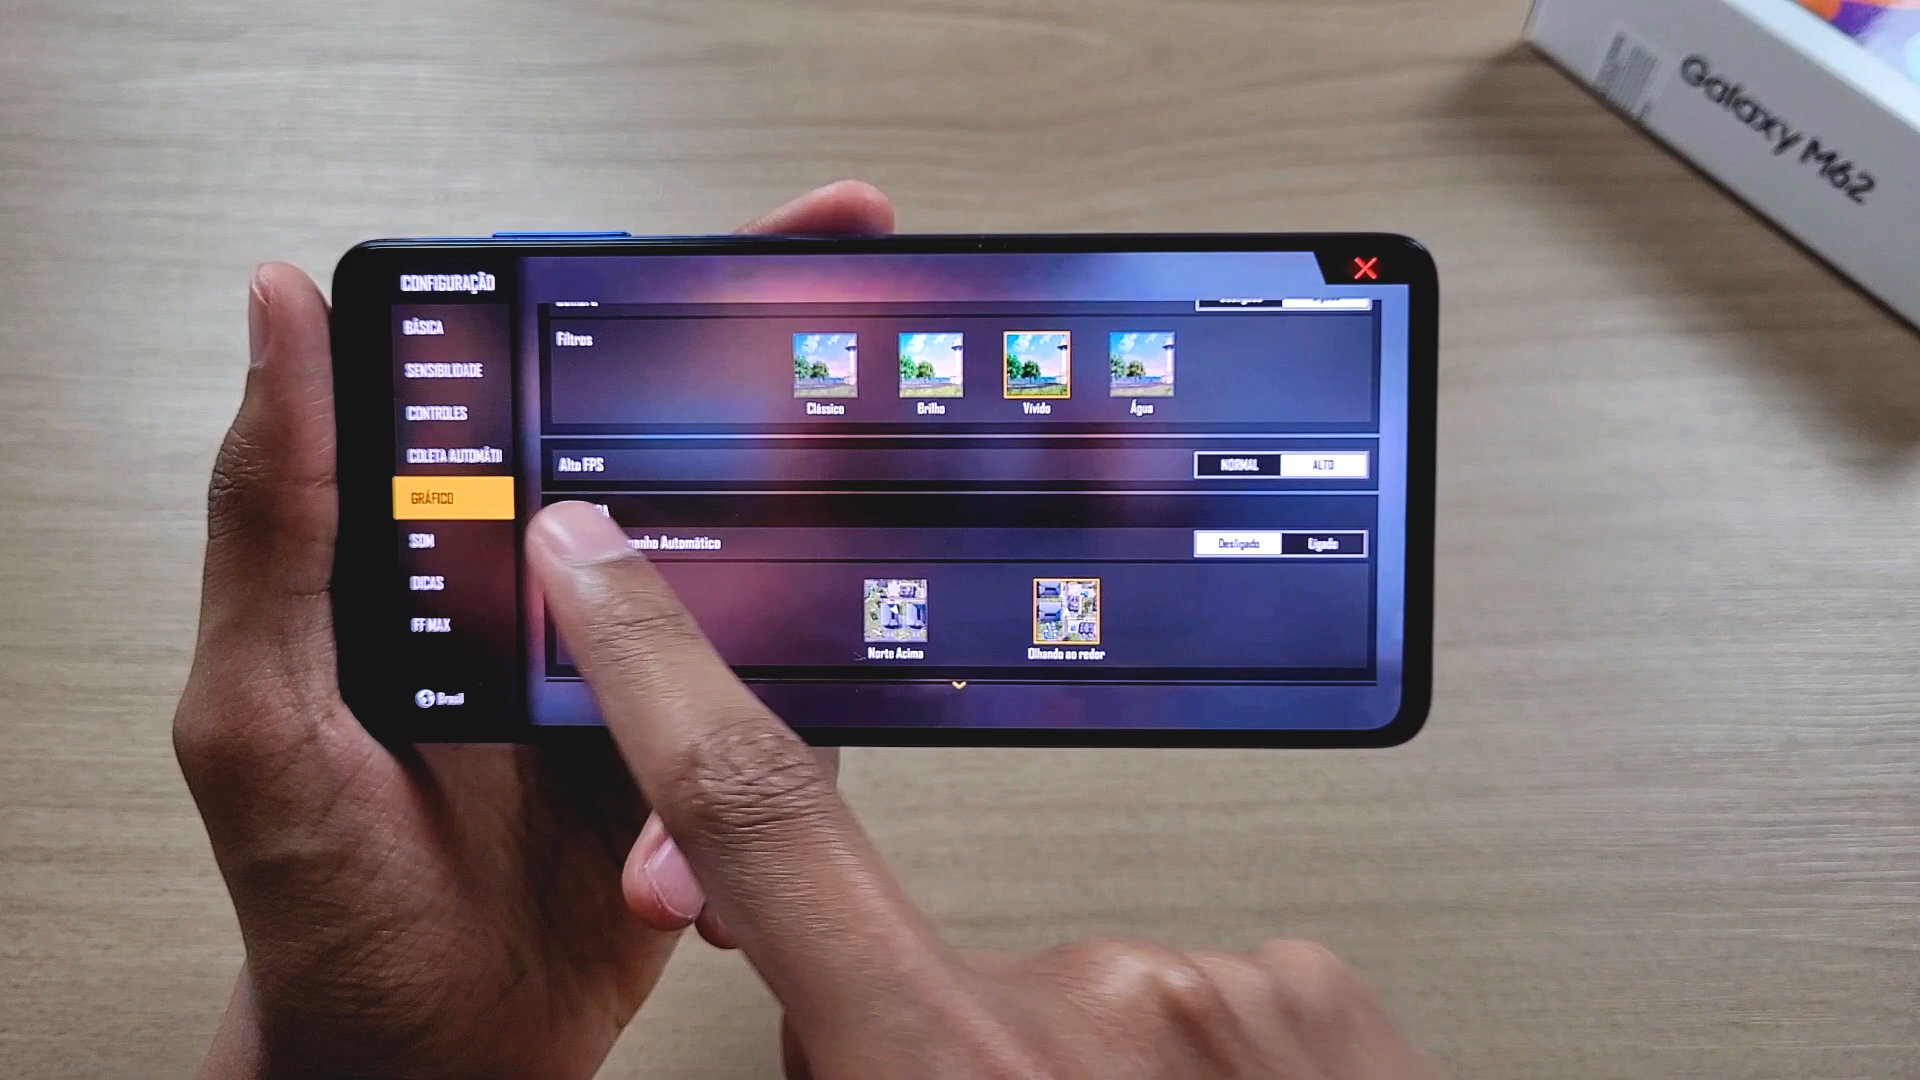 Galaxy M62
CONFIGURAÇÃO
BÁSICA
SENSIBILIDADE
CONTROLES
COLETA AUTOMÁTI
GRÁFICO
SOM
DICAS
FF MAX
Brasil
Filtros
Clássico
Brilho
Vívido
Água
Alto FPS
NORMAL
ALTO
Automático
Desligado
Ligado
Norte Acima
Olhando ao redor